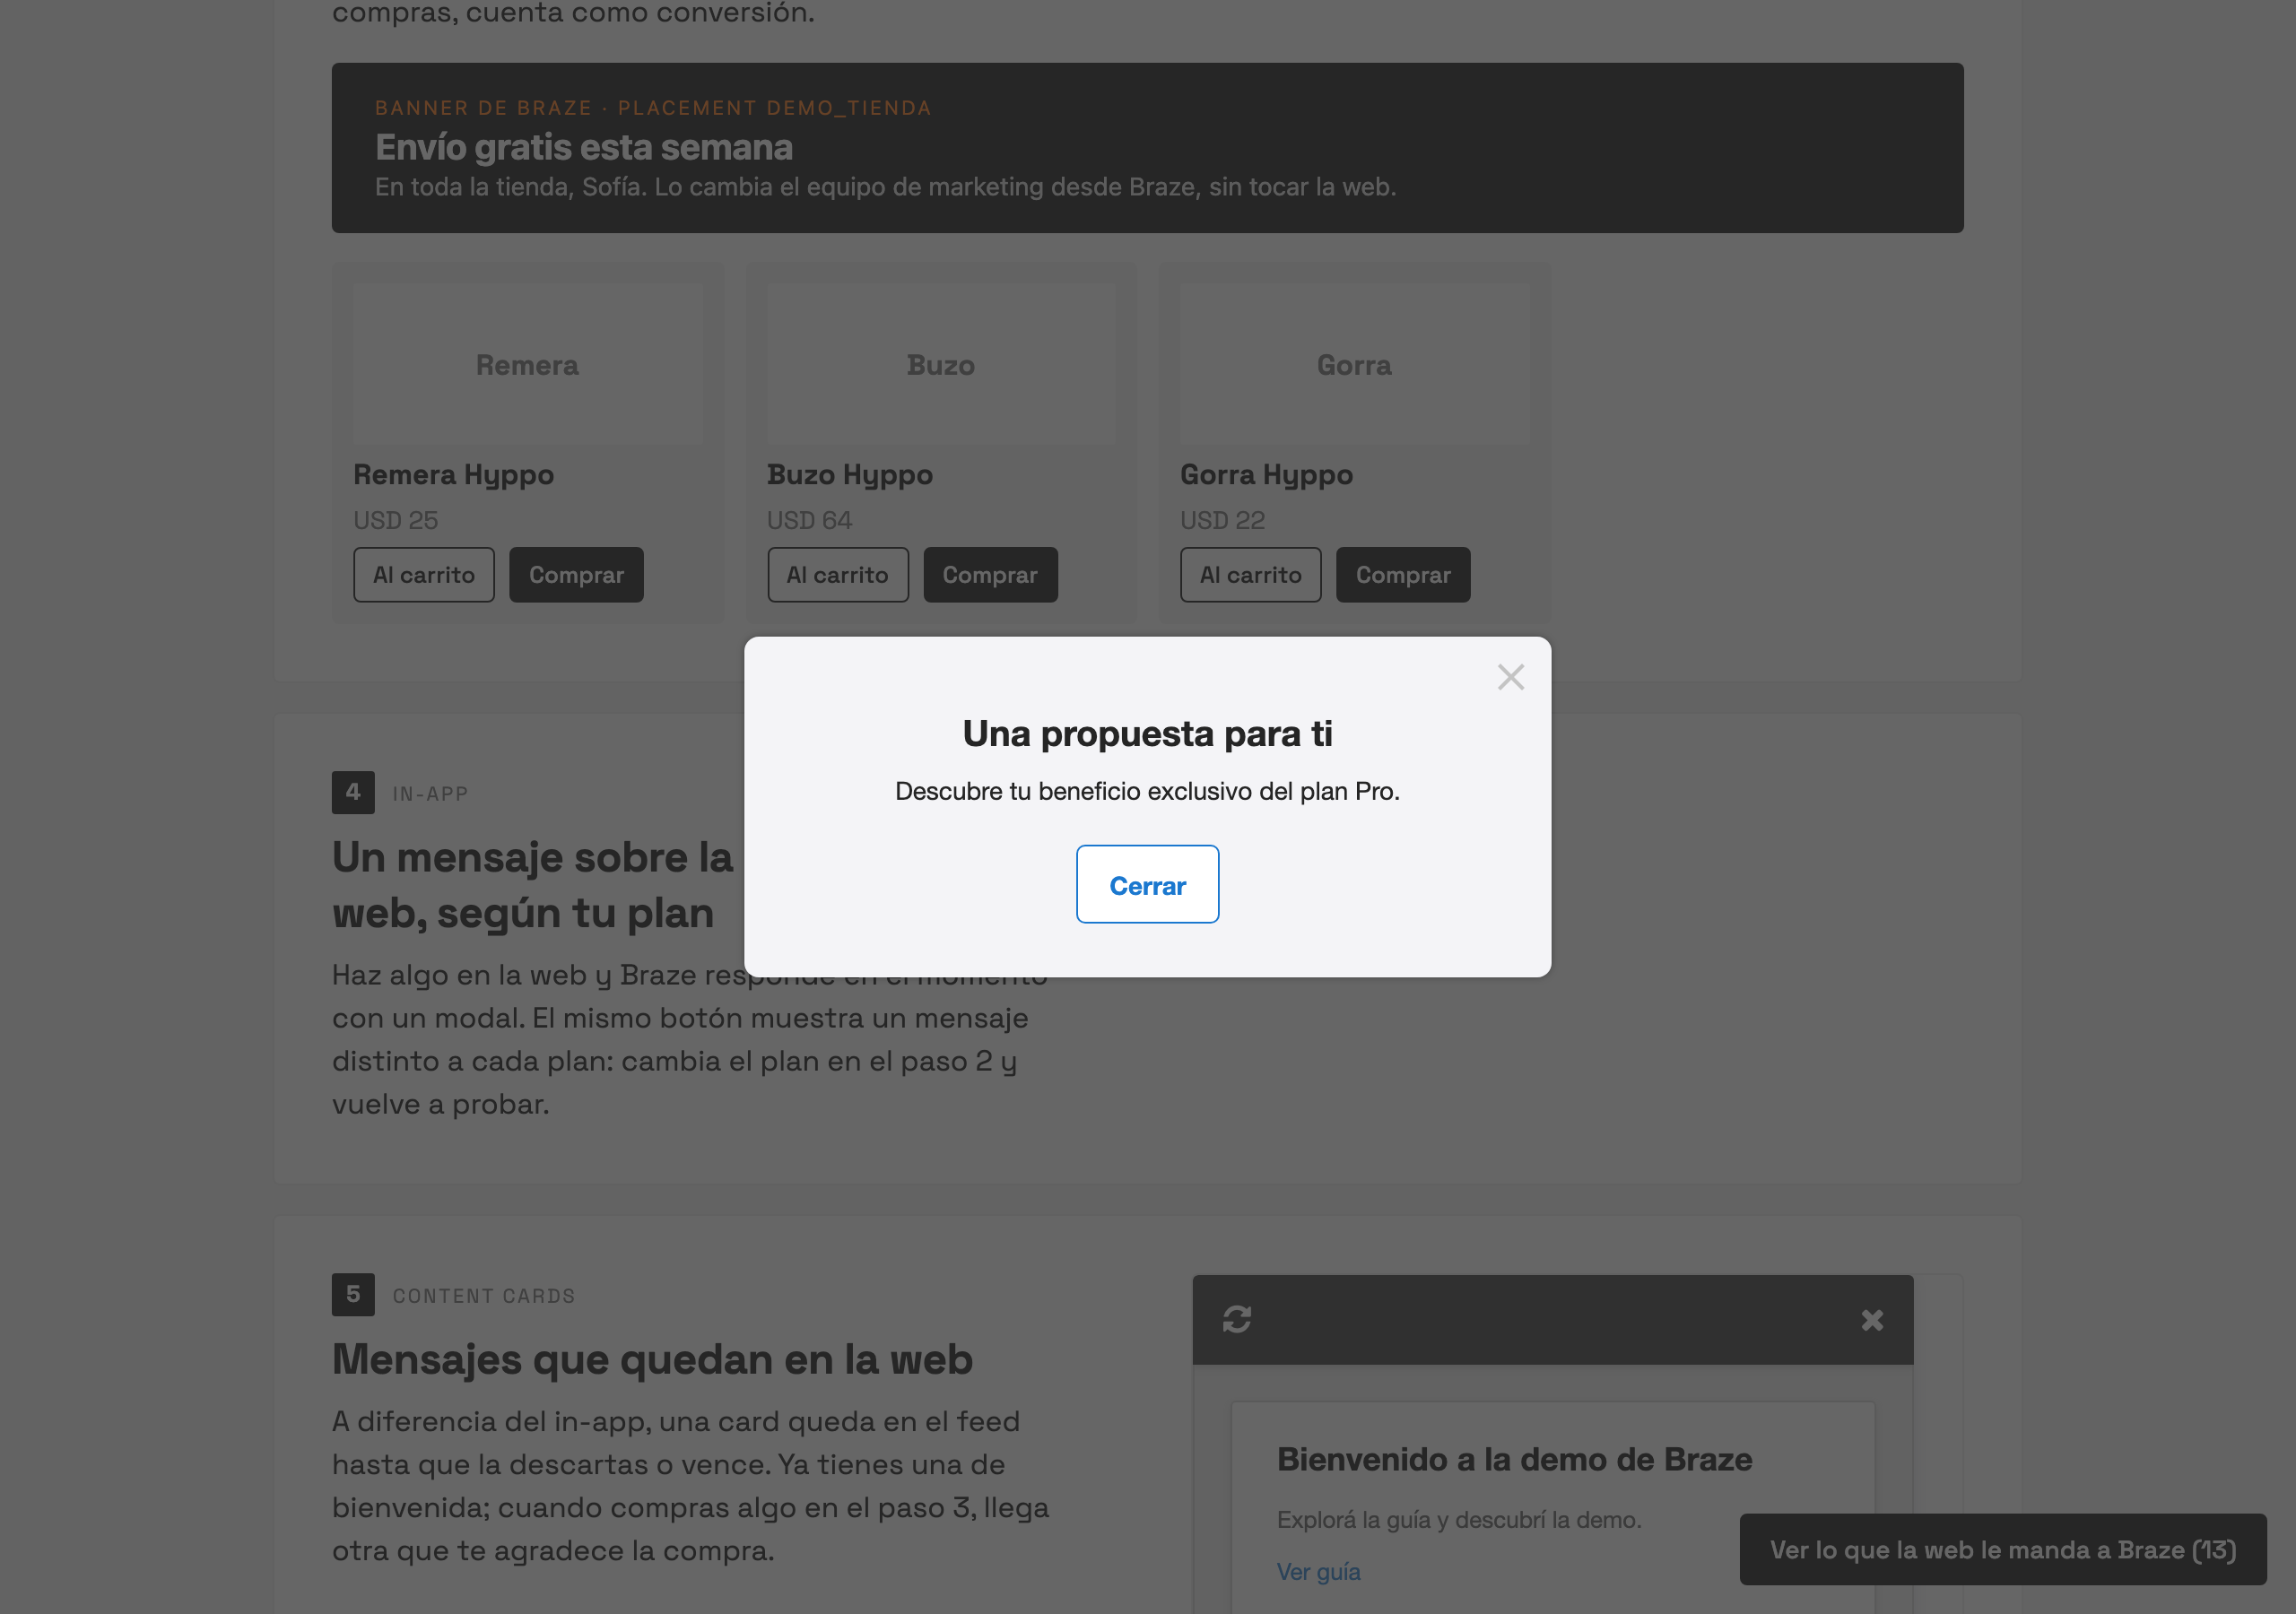 compras, cuenta como conversión.
BANNER DE BRAZE · PLACEMENT DEMO_TIENDA
Envío gratis esta semana
En toda la tienda, Sofía. Lo cambia el equipo de marketing desde Braze, sin tocar la web.
Remera
Buzo
Gorra
Remera Hyppo
Buzo Hyppo
Gorra Hyppo
USD 25
USD 64
USD 22
Al carrito
Comprar
Al carrito
Comprar
Al carrito
Comprar
Una propuesta para ti
Descubre tu beneficio exclusivo del plan Pro.
Cerrar
4 IN-APP
Un mensaje sobre la
web, según tu plan
Haz algo en la web y Braze responde en el momento
con un modal. El mismo botón muestra un mensaje
distinto a cada plan: cambia el plan en el paso 2 y
vuelve a probar.
5 CONTENT CARDS
Mensajes que quedan en la web
A diferencia del in-app, una card queda en el feed
hasta que la descartas o vence. Ya tienes una de
bienvenida; cuando compras algo en el paso 3, llega
otra que te agradece la compra.
Bienvenido a la demo de Braze
Explorá la guía y descubrí la demo.
Ver guía
Ver lo que la web le manda a Braze (13)